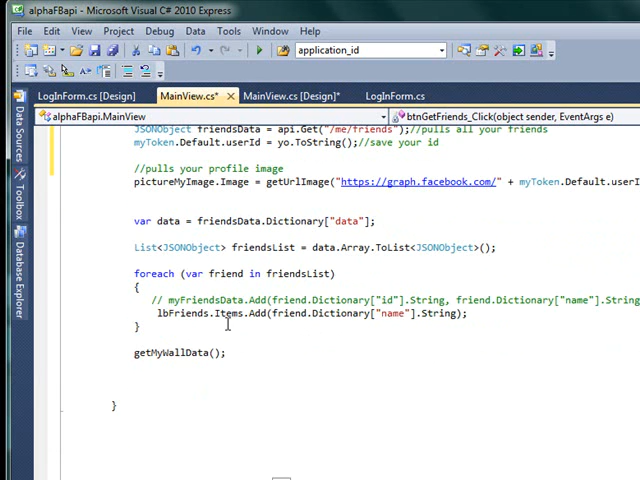 alphaFBapi - Microsoft Visual C# 2010 Express
File Edit View Project Debug Data Tools Window Help
application_id
LogInForm.cs [Design] MainView.cs* MainView.cs [Design]* LogInForm.cs
alphaFBapi.MainView btnGetFriends_Click(object sender, EventArgs e)
Data Sources
Toolbox
Database Explorer
JSONObject friendsData = api.Get("/me/friends");//pulls all your friends
myToken.Default.userId = yo.ToString();//save your id
//pulls your profile image
pictureMyImage.Image = getUrlImage("https://graph.facebook.com/" + myToken.Default.userI
var data = friendsData.Dictionary["data"];
List<JSONObject> friendsList = data.Array.ToList<JSONObject>();
foreach (var friend in friendsList)
{
// myFriendsData.Add(friend.Dictionary["id"].String, friend.Dictionary["name"].String
lbFriends.Items.Add(friend.Dictionary["name"].String);
}
getMyWallData();
}